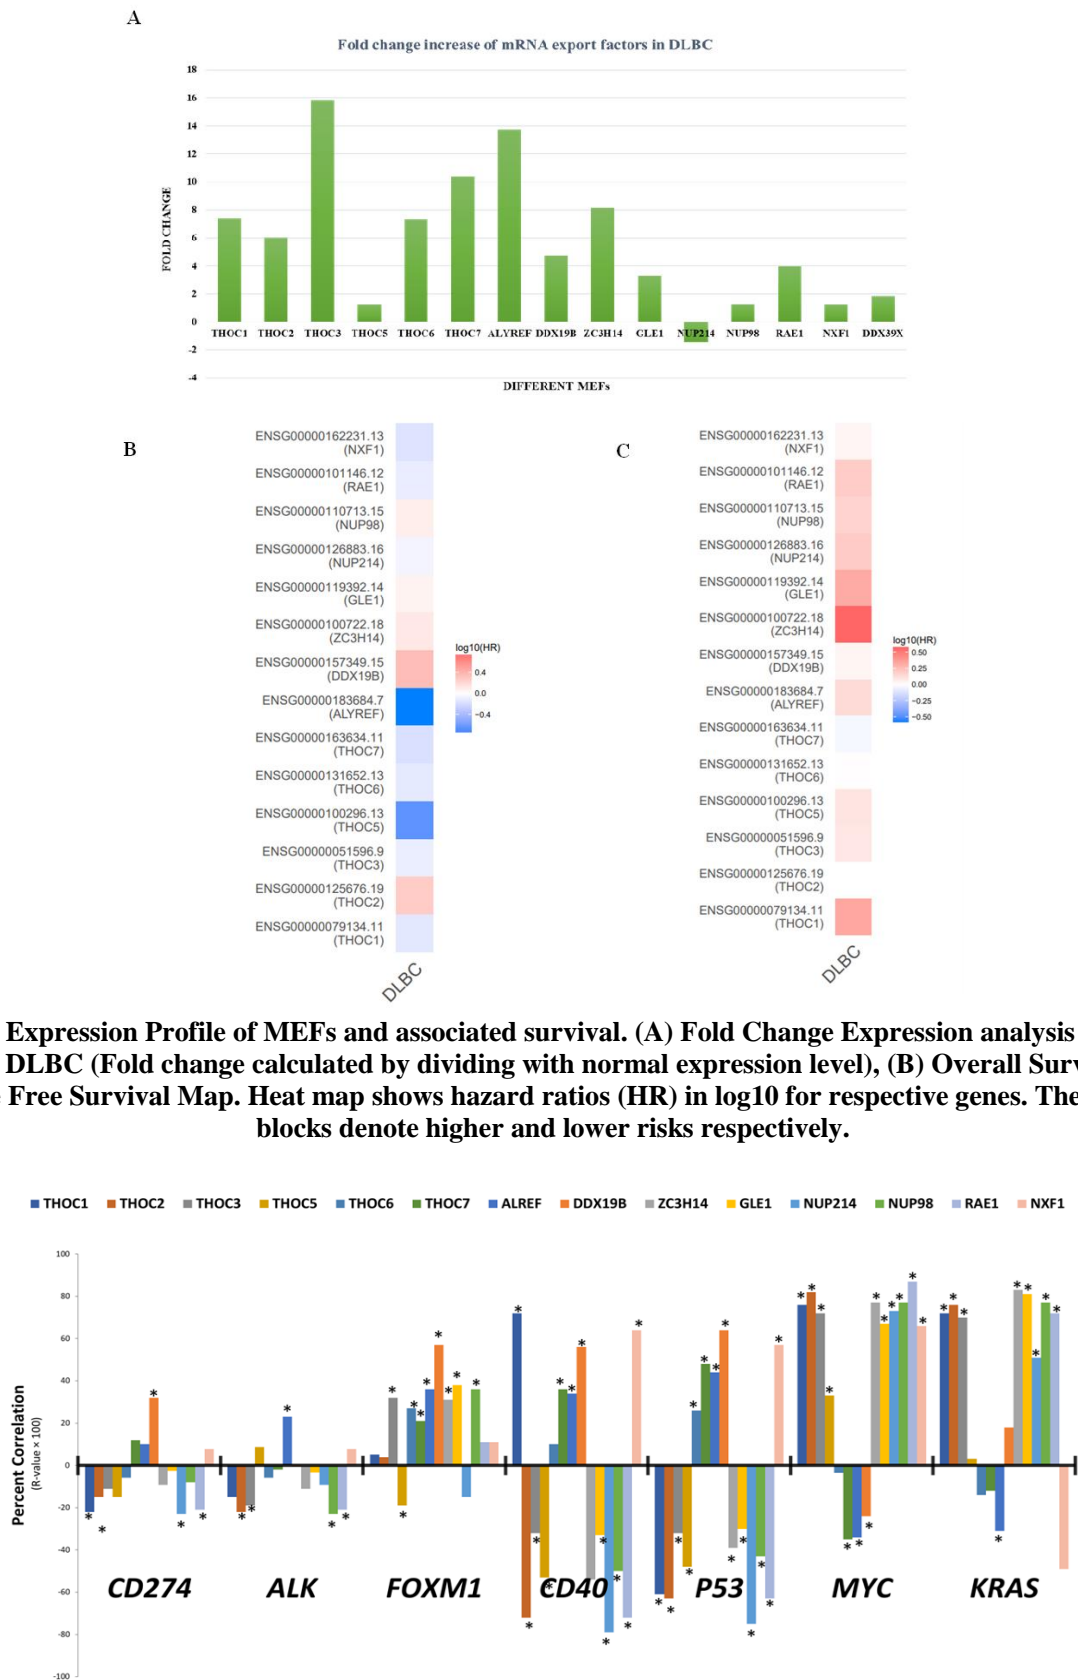 A
Fold change increase of mRNA export factors in DLBC
18
16
14
12
10
8
6
4
2
0
-2
-4
FOLD CHANGE
THOC1 THOC2 THOC3 THOC5 THOC6 THOC7 ALYREF DDX19B ZC3H14 GLE1 NUP214 NUP98 RAE1 NXF1 DDX39X
DIFFERENT MEFs
B
ENSG00000162231.13
(NXF1)
ENSG00000101146.12
(RAE1)
ENSG00000110713.15
(NUP98)
ENSG00000126883.16
(NUP214)
ENSG00000119392.14
(GLE1)
ENSG00000100722.18
(ZC3H14)
ENSG00000157349.15
(DDX19B)
ENSG00000183684.7
(ALYREF)
ENSG00000163634.11
(THOC7)
ENSG00000131652.13
(THOC6)
ENSG00000100296.13
(THOC5)
ENSG00000051596.9
(THOC3)
ENSG00000125676.19
(THOC2)
ENSG00000079134.11
(THOC1)
DLBC
log10(HR)
0.4
0.0
−0.4
C
ENSG00000162231.13
(NXF1)
ENSG00000101146.12
(RAE1)
ENSG00000110713.15
(NUP98)
ENSG00000126883.16
(NUP214)
ENSG00000119392.14
(GLE1)
ENSG00000100722.18
(ZC3H14)
ENSG00000157349.15
(DDX19B)
ENSG00000183684.7
(ALYREF)
ENSG00000163634.11
(THOC7)
ENSG00000131652.13
(THOC6)
ENSG00000100296.13
(THOC5)
ENSG00000051596.9
(THOC3)
ENSG00000125676.19
(THOC2)
ENSG00000079134.11
(THOC1)
DLBC
log10(HR)
0.50
0.25
0.00
−0.25
−0.50
Expression Profile of MEFs and associated survival. (A) Fold Change Expression analysis
DLBC (Fold change calculated by dividing with normal expression level), (B) Overall Surv
Free Survival Map. Heat map shows hazard ratios (HR) in log10 for respective genes. The
blocks denote higher and lower risks respectively.
THOC1 THOC2 THOC3 THOC5 THOC6 THOC7 ALREF DDX19B ZC3H14 GLE1 NUP214 NUP98 RAE1 NXF1
100
80
60
40
20
0
-20
-40
-60
-80
-100
Percent Correlation
(R-value × 100)
CD274 ALK FOXM1 CD40 P53 MYC KRAS